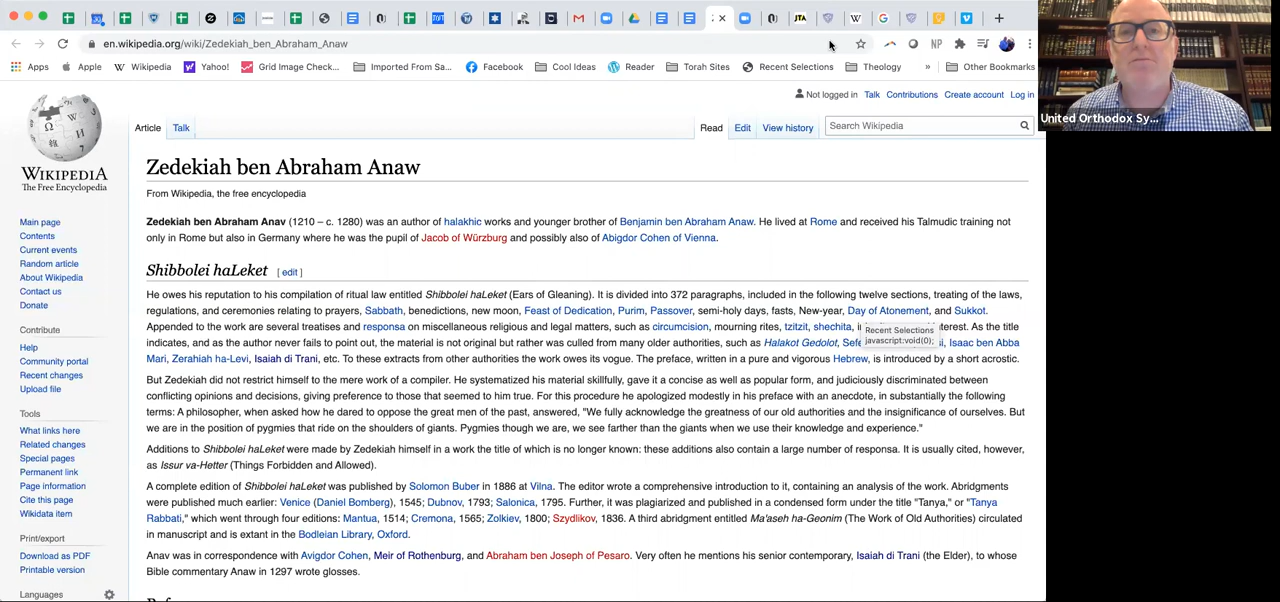 en.wikipedia.org/wiki/Zedekiah_ben_Abraham_Anaw
NP
Apps Apple Wikipedia Yahoo! Grid Image Check... Imported From Sa... Facebook Cool Ideas Reader Torah Sites Recent Selections Theology » Other Bookmarks
United Orthodox Sy...
Not logged in Talk Contributions Create account Log in
Article Talk Read Edit View history Search Wikipedia
WIKIPEDIA
The Free Encyclopedia
Main page
Contents
Current events
Random article
About Wikipedia
Contact us
Donate
Contribute
Help
Community portal
Recent changes
Upload file
Tools
What links here
Related changes
Special pages
Permanent link
Page information
Cite this page
Wikidata item
Print/export
Download as PDF
Printable version
Languages
Zedekiah ben Abraham Anaw
From Wikipedia, the free encyclopedia
Zedekiah ben Abraham Anav (1210 – c. 1280) was an author of halakhic works and younger brother of Benjamin ben Abraham Anaw. He lived at Rome and received his Talmudic training not
only in Rome but also in Germany where he was the pupil of Jacob of Würzburg and possibly also of Abigdor Cohen of Vienna.
Shibbolei haLeket [ edit ]
He owes his reputation to his compilation of ritual law entitled Shibbolei haLeket (Ears of Gleaning). It is divided into 372 paragraphs, included in the following twelve sections, treating of the laws,
regulations, and ceremonies relating to prayers, Sabbath, benedictions, new moon, Feast of Dedication, Purim, Passover, semi-holy days, fasts, New-year, Day of Atonement, and Sukkot.
Appended to the work are several treatises and responsa on miscellaneous religious and legal matters, such as circumcision, mourning rites, tzitzit, shechita, As the title
Recent Selections
javascript:void(0);
indicates, and as the author never fails to point out, the material is not original but rather was culled from many older authorities, such as Halakot Gedolot, Isaac ben Abba
Mari, Zerahiah ha-Levi, Isaiah di Trani, etc. To these extracts from other authorities the work owes its vogue. The preface, written in a pure and vigorous Hebrew, is introduced by a short acrostic.
But Zedekiah did not restrict himself to the mere work of a compiler. He systematized his material skillfully, gave it a concise as well as popular form, and judiciously discriminated between
conflicting opinions and decisions, giving preference to those that seemed to him true. For this procedure he apologized modestly in his preface with an anecdote, in substantially the following
terms: A philosopher, when asked how he dared to oppose the great men of the past, answered, "We fully acknowledge the greatness of our old authorities and the insignificance of ourselves. But
we are in the position of pygmies that ride on the shoulders of giants. Pygmies though we are, we see farther than the giants when we use their knowledge and experience."
Additions to Shibbolei haLeket were made by Zedekiah himself in a work the title of which is no longer known: these additions also contain a large number of responsa. It is usually cited, however,
as Issur va-Hetter (Things Forbidden and Allowed).
A complete edition of Shibbolei haLeket was published by Solomon Buber in 1886 at Vilna. The editor wrote a comprehensive introduction to it, containing an analysis of the work. Abridgments
were published much earlier: Venice (Daniel Bomberg), 1545; Dubnov, 1793; Salonica, 1795. Further, it was plagiarized and published in a condensed form under the title "Tanya," or "Tanya
Rabbati," which went through four editions: Mantua, 1514; Cremona, 1565; Zolkiev, 1800; Szydlikov, 1836. A third abridgment entitled Ma'aseh ha-Geonim (The Work of Old Authorities) circulated
in manuscript and is extant in the Bodleian Library, Oxford.
Anav was in correspondence with Avigdor Cohen, Meir of Rothenburg, and Abraham ben Joseph of Pesaro. Very often he mentions his senior contemporary, Isaiah di Trani (the Elder), to whose
Bible commentary Anaw in 1297 wrote glosses.